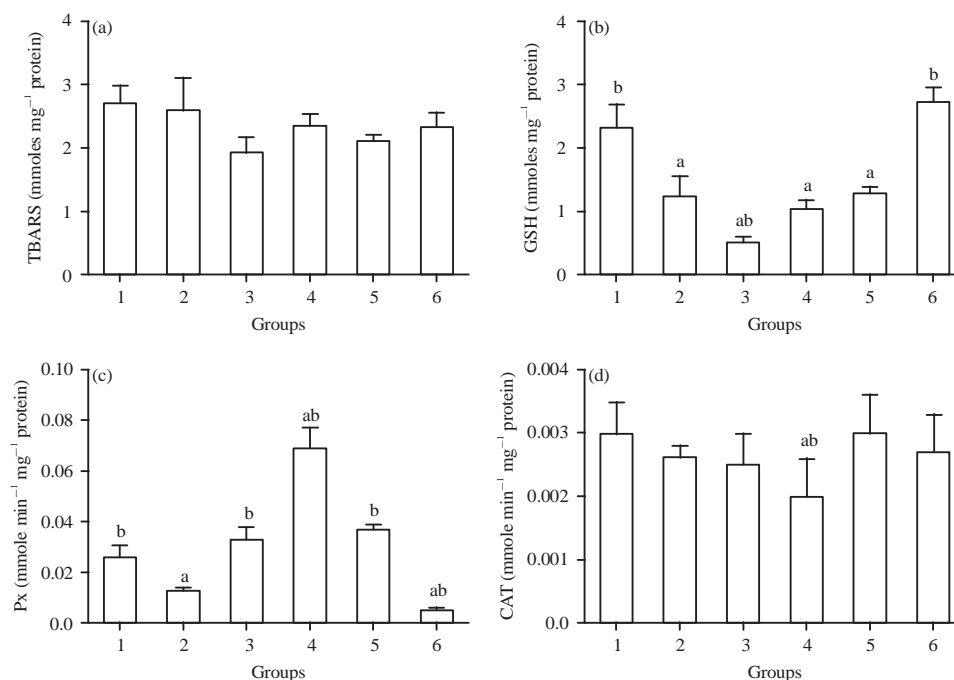 (a)
TBARS (mmoles mg⁻¹ protein)
4
3
2
1
0
1 2 3 4 5 6
Groups
(b)
GSH (mmoles mg⁻¹ protein)
4
3
2
1
0
b a ab a a b
1 2 3 4 5 6
Groups
(c)
Px (mmole min⁻¹ mg⁻¹ protein)
0.10
0.08
0.06
0.04
0.02
0.0
b a b ab b ab
1 2 3 4 5 6
Groups
(d)
CAT (mmole min⁻¹ mg⁻¹ protein)
0.004
0.003
0.002
0.001
0.0
ab
1 2 3 4 5 6
Groups